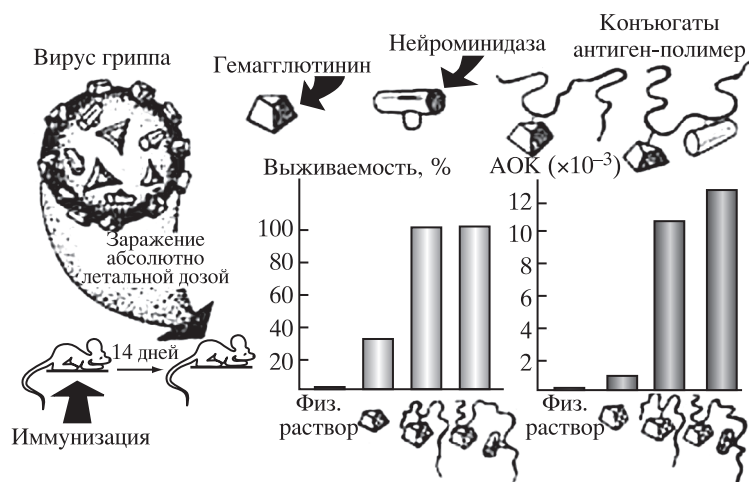 Вирус гриппа
Гемагглютинин
Нейроминидаза
Конъюгаты
антиген-полимер
Заражение
абсолютно
летальной дозой
14 дней
Иммунизация
Выживаемость, %
100
80
60
40
20
Физ.
раствор
АОК (×10⁻³)
12
10
8
6
4
2
Физ.
раствор